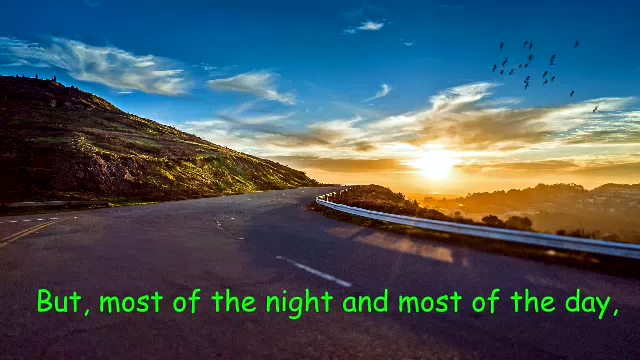 But, most of the night and most of the day,